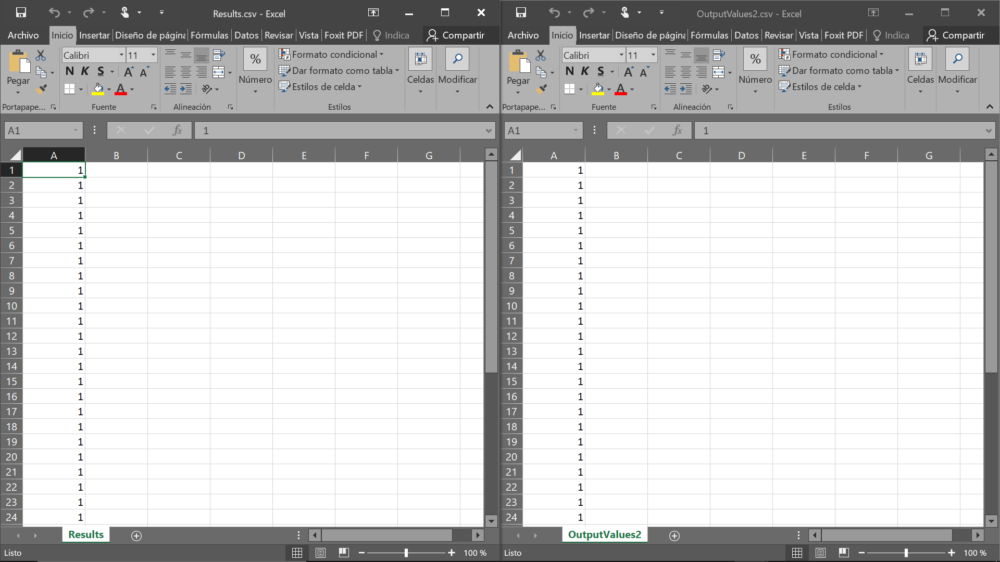 Results.csv - Excel
Archivo Inicio Insertar Diseño de página Fórmulas Datos Revisar Vista Foxit PDF Indica Compartir
Calibri 11 % Formato condicional
N K S A A Dar formato como tabla
Pegar Número Estilos de celda Celdas Modificar
A ab
Portapape... Fuente Alineación Estilos
A1 fx 1
A B C D E F G
1 1
2 1
3 1
4 1
5 1
6 1
7 1
8 1
9 1
10 1
11 1
12 1
13 1
14 1
15 1
16 1
17 1
18 1
19 1
20 1
21 1
22 1
23 1
24 1
Results
Listo 100 %
OutputValues2.csv - Excel
Archivo Inicio Insertar Diseño de página Fórmulas Datos Revisar Vista Foxit PDF Indica Compartir
Calibri 11 % Formato condicional
N K S A A Dar formato como tabla
Pegar Número Estilos de celda Celdas Modificar
A ab
Portapape... Fuente Alineación Estilos
A1 fx 1
A B C D E F G
1 1
2 1
3 1
4 1
5 1
6 1
7 1
8 1
9 1
10 1
11 1
12 1
13 1
14 1
15 1
16 1
17 1
18 1
19 1
20 1
21 1
22 1
23 1
24 1
OutputValues2
Listo 100 %